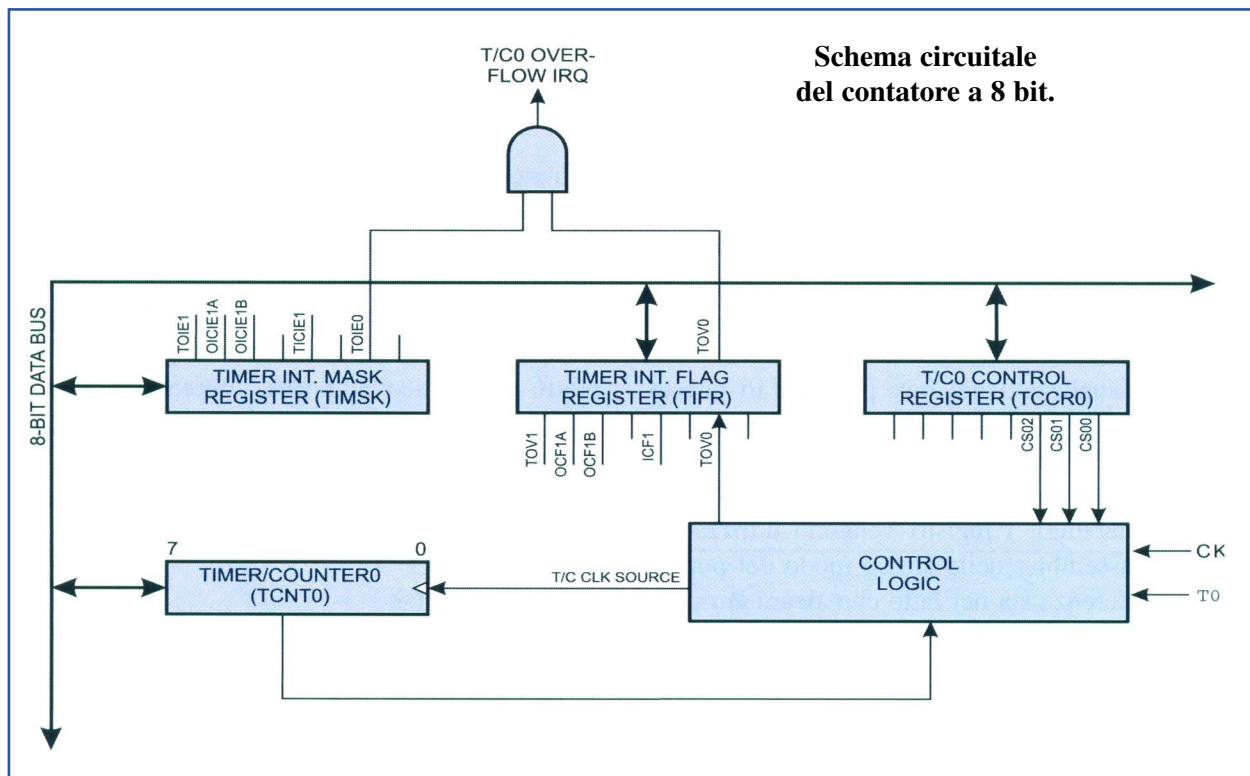 T/C0 OVER-
FLOW IRQ
Schema circuitale
del contatore a 8 bit.
8-BIT DATA BUS
TOIE1
OICIE1A
OICIE1B
TICIE1
TOIE0
TOV0
TIMER INT. MASK
REGISTER (TIMSK)
TIMER INT. FLAG
REGISTER (TIFR)
T/C0 CONTROL
REGISTER (TCCR0)
TOV1
OCF1A
OCF1B
ICF1
TOV0
CS02
CS01
CS00
7
0
TIMER/COUNTER0
(TCNT0)
T/C CLK SOURCE
CONTROL
LOGIC
CK
T0